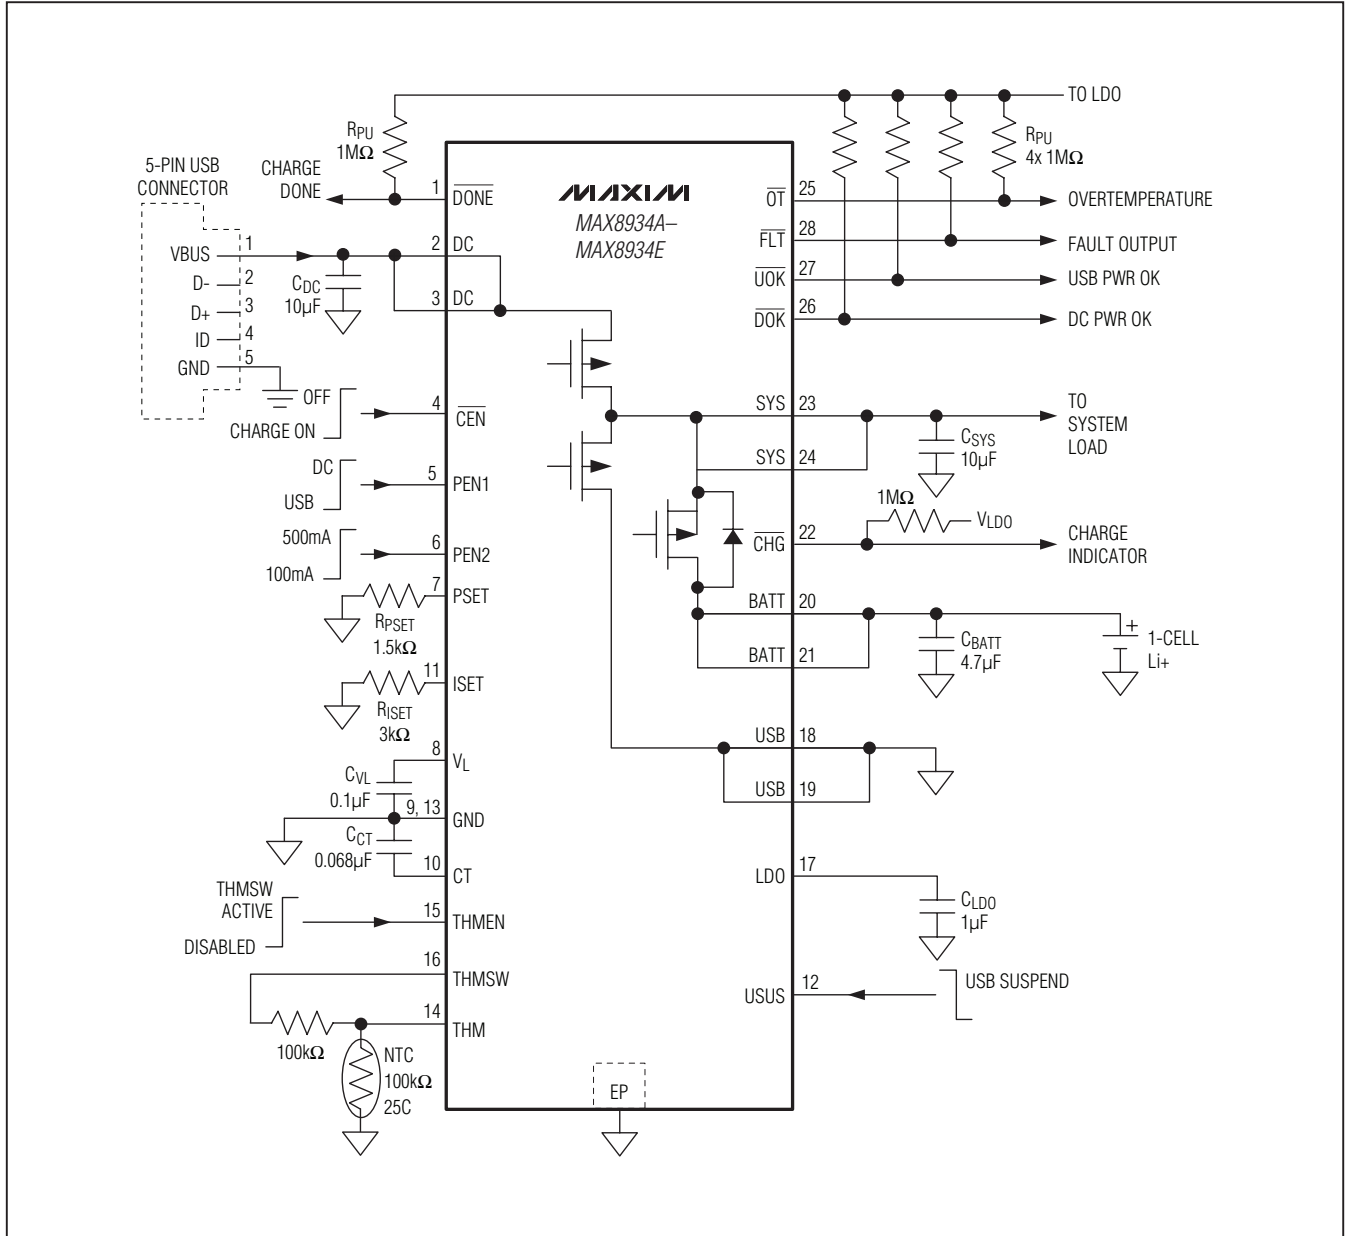 TO LDO
RPU
1MΩ
RPU
4x 1MΩ
5-PIN USB
CONNECTOR
CHARGE
DONE
1
DONE
MAXIM
MAX8934A–
MAX8934E
OT
25
OVERTEMPERATURE
FLT
28
FAULT OUTPUT
UOK
27
USB PWR OK
DOK
26
DC PWR OK
VBUS
1
D-
2
D+
3
ID
4
GND
5
CDC
10µF
2
DC
3
DC
OFF
CHARGE ON
4
CEN
SYS
23
TO
SYSTEM
LOAD
SYS
24
CSYS
10µF
DC
USB
5
PEN1
1MΩ
VLDO
500mA
100mA
6
PEN2
CHG
22
CHARGE
INDICATOR
7
PSET
RPSET
1.5kΩ
BATT
20
BATT
21
CBATT
4.7µF
+
1-CELL
Li+
11
ISET
RISET
3kΩ
8
VL
CVL
0.1µF
USB
18
USB
19
9, 13
GND
CCT
0.068µF
10
CT
LDO
17
CLDO
1µF
THMSW
ACTIVE
DISABLED
15
THMEN
16
THMSW
USUS
12
USB SUSPEND
14
THM
100kΩ
NTC
100kΩ
25C
EP